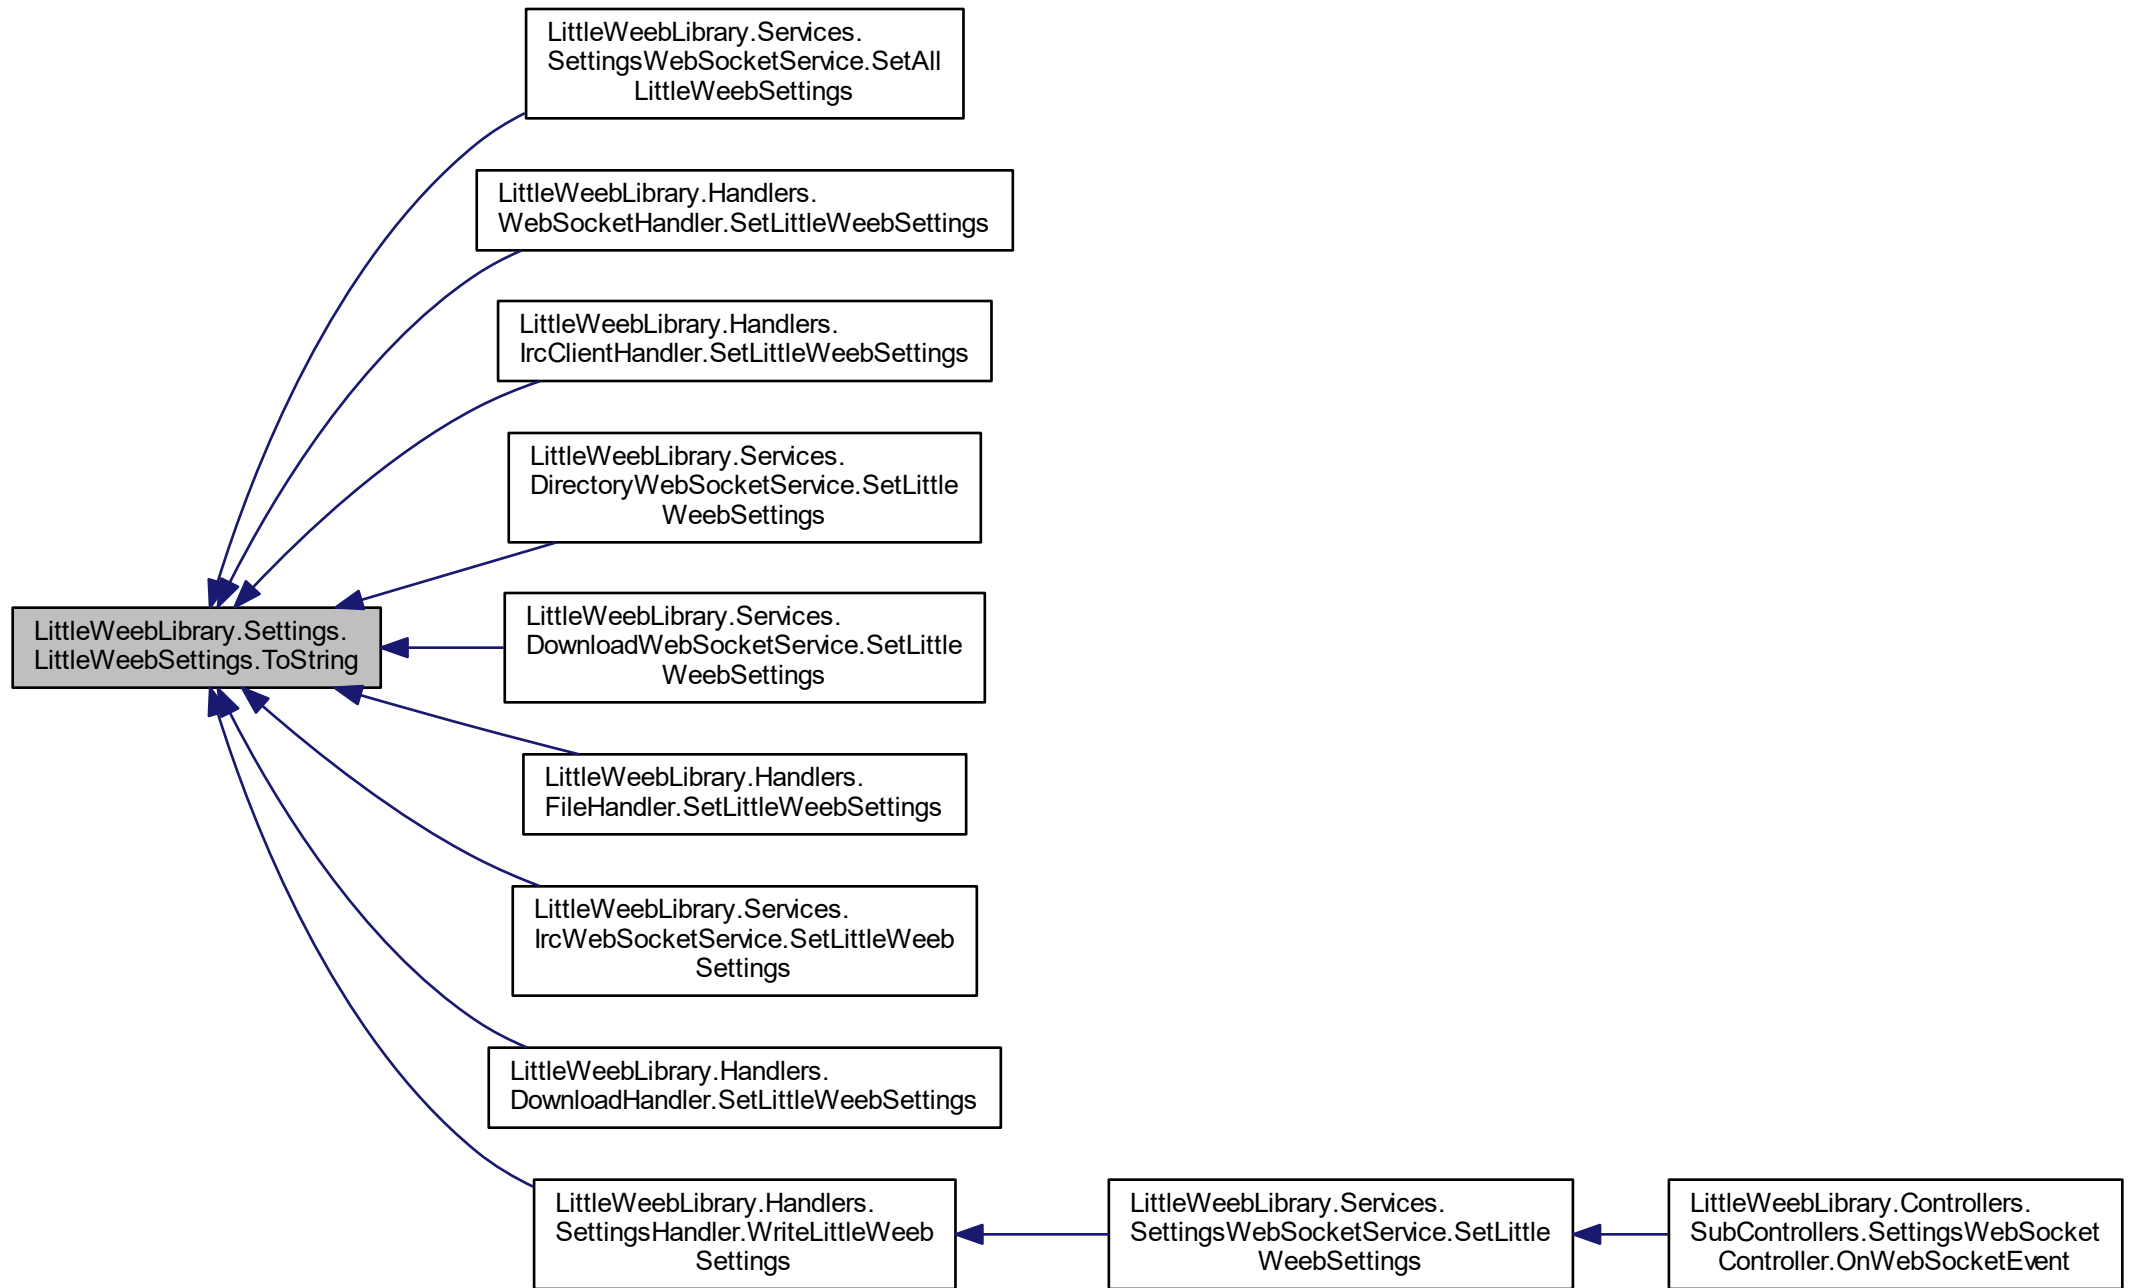 LittleWeebLibrary.Services.
SettingsWebSocketService.SetAll
LittleWeebSettings
LittleWeebLibrary.Handlers.
WebSocketHandler.SetLittleWeebSettings
LittleWeebLibrary.Handlers.
IrcClientHandler.SetLittleWeebSettings
LittleWeebLibrary.Services.
DirectoryWebSocketService.SetLittle
WeebSettings
LittleWeebLibrary.Settings.
LittleWeebSettings.ToString
LittleWeebLibrary.Services.
DownloadWebSocketService.SetLittle
WeebSettings
LittleWeebLibrary.Handlers.
FileHandler.SetLittleWeebSettings
LittleWeebLibrary.Services.
IrcWebSocketService.SetLittleWeeb
Settings
LittleWeebLibrary.Handlers.
DownloadHandler.SetLittleWeebSettings
LittleWeebLibrary.Handlers.
SettingsHandler.WriteLittleWeeb
Settings
LittleWeebLibrary.Services.
SettingsWebSocketService.SetLittle
WeebSettings
LittleWeebLibrary.Controllers.
SubControllers.SettingsWebSocket
Controller.OnWebSocketEvent